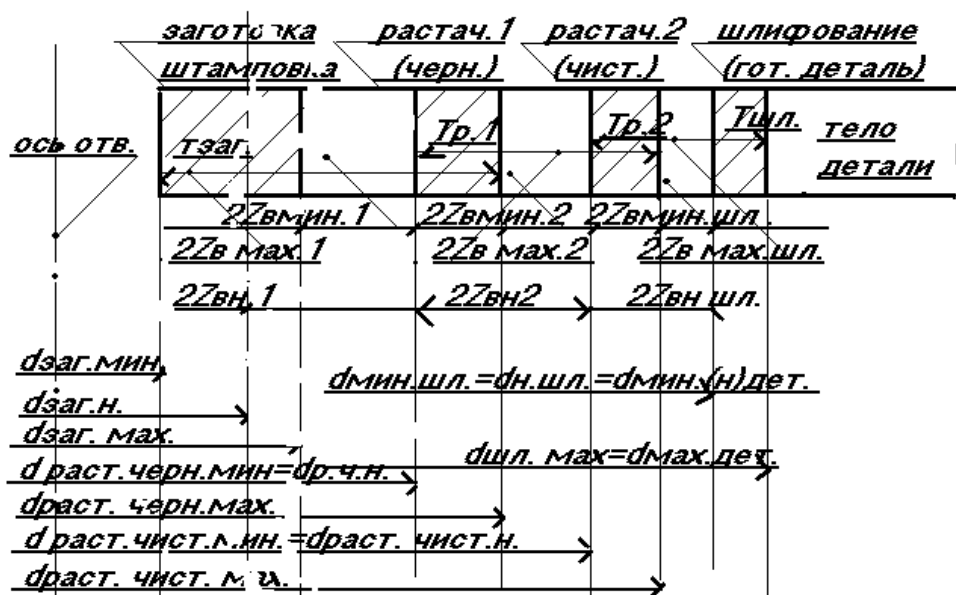 заготовка растач.1 растач.2 шлифование
штамповка (черн.) (чист.) (гот. деталь)
ось отв. тзаг. Тр.1 Тр.2 Тшл. тело
детали
2Zвмин.1 2Zвмин.2 2Zвмин.шл.
2Zв мах.1 2Zв мах.2 2Zв мах.шл.
2Zвн.1 2Zвн2 2Zвн шл.
dзаг.мин.
dмин.шл.=dн.шл.=dмин.(н)дет.
dзаг.н.
dзаг. мах.
dшл. мах=dмах.дет.
d раст.черн.мин=dр.ч.н.
dраст. черн.мах.
d раст.чист.мин.=dраст. чист.н.
dраст. чист. мах.